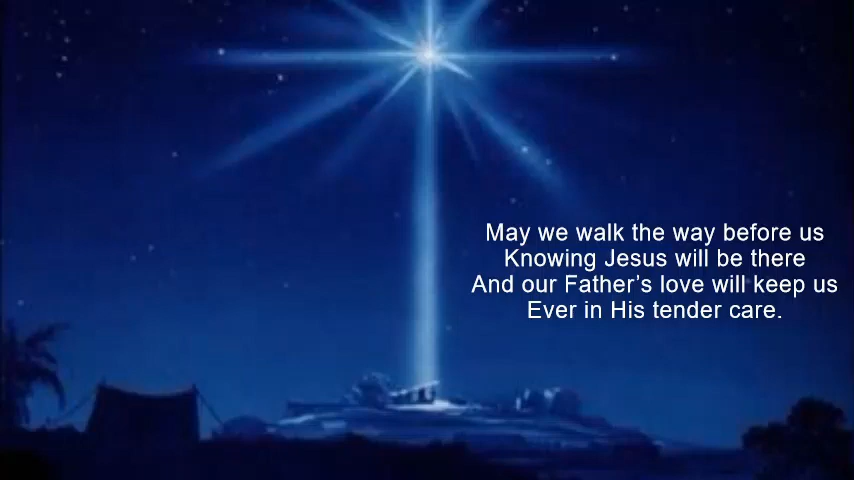 May we walk the way before us
Knowing Jesus will be there
And our Father’s love will keep us
Ever in His tender care.